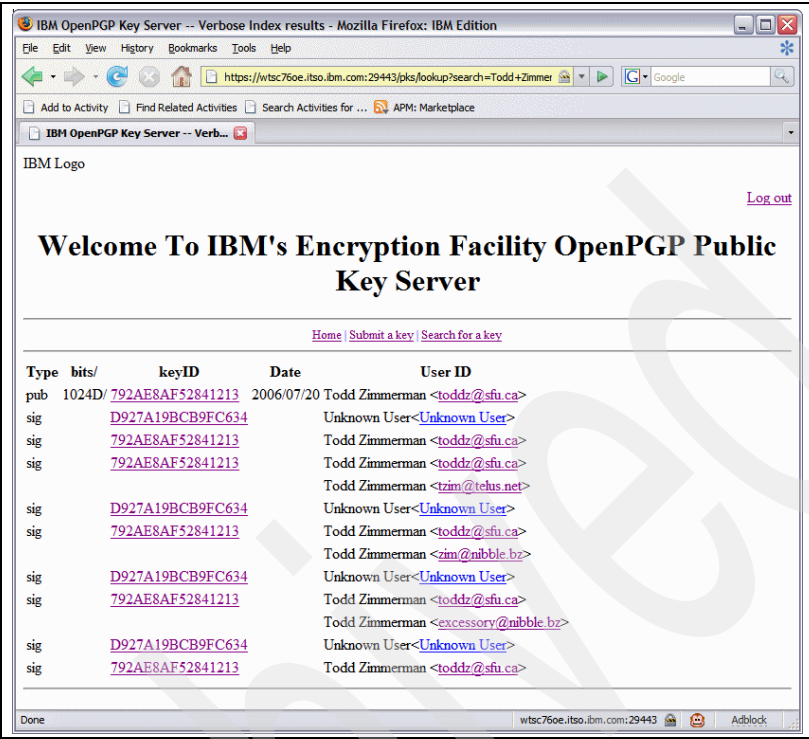 IBM OpenPGP Key Server -- Verbose Index results - Mozilla Firefox: IBM Edition
File Edit View History Bookmarks Tools Help
https://wtsc76oe.itso.ibm.com:29443/pks/lookup?search=Todd+Zimmer G Google
Add to Activity Find Related Activities Search Activities for ... APM: Marketplace
IBM OpenPGP Key Server -- Verb...
IBM Logo
Log out
Welcome To IBM's Encryption Facility OpenPGP Public
Key Server
Home | Submit a key | Search for a key
Type bits/ keyID Date User ID
pub 1024D/ 792AE8AF52841213 2006/07/20 Todd Zimmerman <toddz@sfu.ca>
sig D927A19BCB9FC634 Unknown User<Unknown User>
sig 792AE8AF52841213 Todd Zimmerman <toddz@sfu.ca>
sig 792AE8AF52841213 Todd Zimmerman <toddz@sfu.ca>
Todd Zimmerman <tzim@telus.net>
sig D927A19BCB9FC634 Unknown User<Unknown User>
sig 792AE8AF52841213 Todd Zimmerman <toddz@sfu.ca>
Todd Zimmerman <zim@nibble.bz>
sig D927A19BCB9FC634 Unknown User<Unknown User>
sig 792AE8AF52841213 Todd Zimmerman <toddz@sfu.ca>
Todd Zimmerman <excessory@nibble.bz>
sig D927A19BCB9FC634 Unknown User<Unknown User>
sig 792AE8AF52841213 Todd Zimmerman <toddz@sfu.ca>
Done wtsc76oe.itso.ibm.com:29443 Adblock